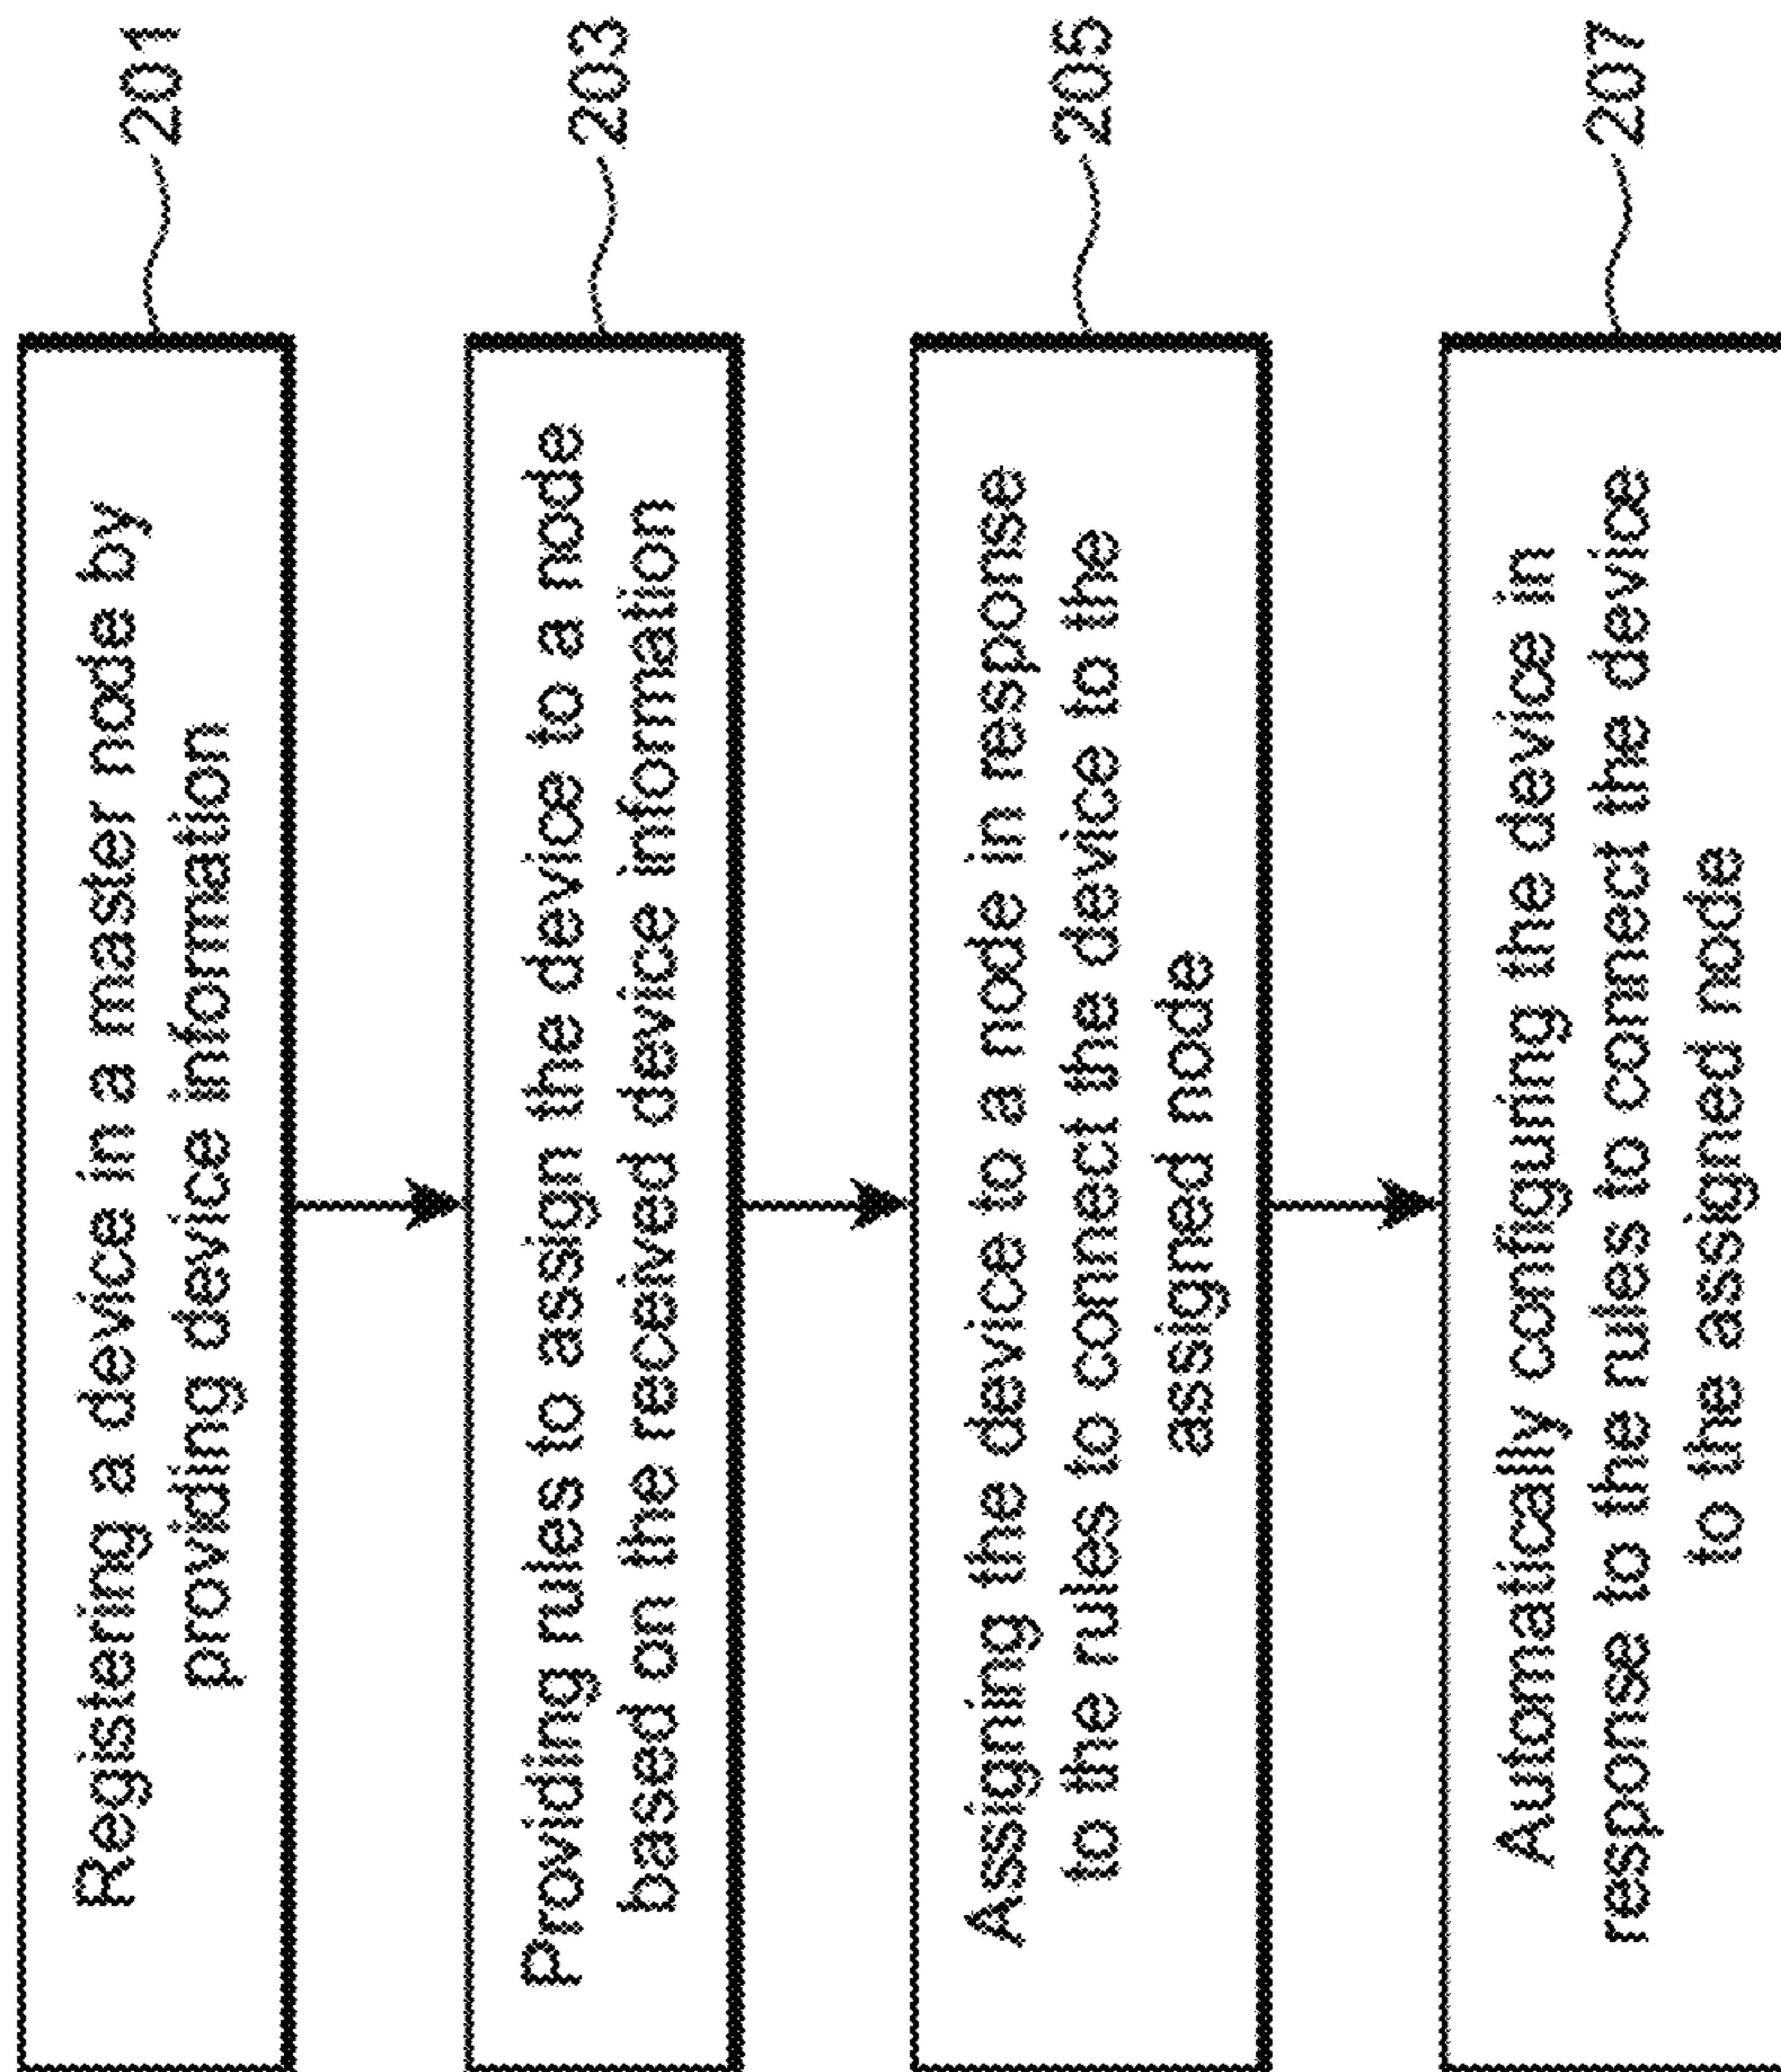 Registering a device in a master node by
providing device information
201
Providing rules to assign the device to a node
based on the received device information
203
Assigning the device to a node in response
to the rules to connect the device to the
assigned node
205
Automatically configuring the device in
response to the rules to connect the device
to the assigned node
207